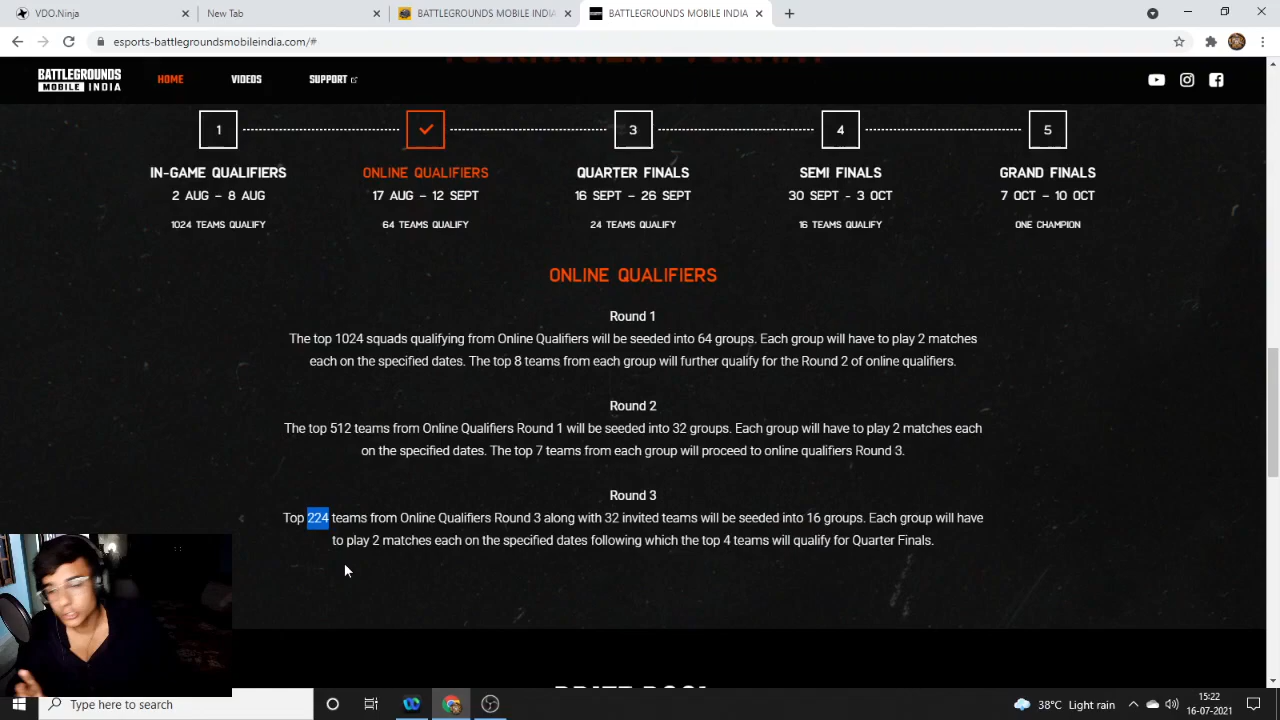 VDO.Ninja
New Tab
BATTLEGROUNDS MOBILE INDIA
BATTLEGROUNDS MOBILE INDIA
esports-battlegroundsmobileindia.com/#
BATTLEGROUNDS
MOBILE INDIA
HOME
VIDEOS
SUPPORT
1
3
4
5
IN-GAME QUALIFIERS
ONLINE QUALIFIERS
QUARTER FINALS
SEMI FINALS
GRAND FINALS
2 AUG – 8 AUG
17 AUG – 12 SEPT
16 SEPT – 26 SEPT
30 SEPT - 3 OCT
7 OCT – 10 OCT
1024 TEAMS QUALIFY
64 TEAMS QUALIFY
24 TEAMS QUALIFY
16 TEAMS QUALIFY
ONE CHAMPION
ONLINE QUALIFIERS
Round 1
The top 1024 squads qualifying from Online Qualifiers will be seeded into 64 groups. Each group will have to play 2 matches
each on the specified dates. The top 8 teams from each group will further qualify for the Round 2 of online qualifiers.
Round 2
The top 512 teams from Online Qualifiers Round 1 will be seeded into 32 groups. Each group will have to play 2 matches each
on the specified dates. The top 7 teams from each group will proceed to online qualifiers Round 3.
Round 3
Top 224 teams from Online Qualifiers Round 3 along with 32 invited teams will be seeded into 16 groups. Each group will have
to play 2 matches each on the specified dates following which the top 4 teams will qualify for Quarter Finals.
Type here to search
38°C Light rain
15:22
16-07-2021